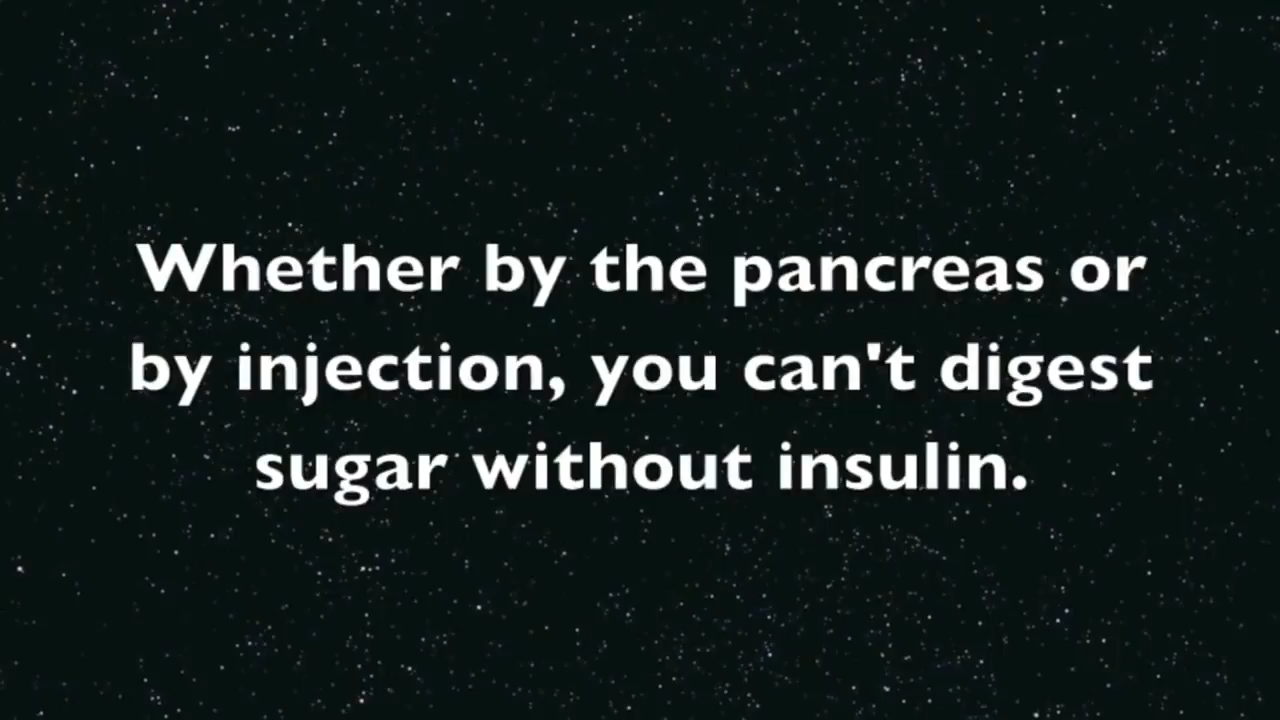 Whether by the pancreas or
by injection, you can't digest
sugar without insulin.